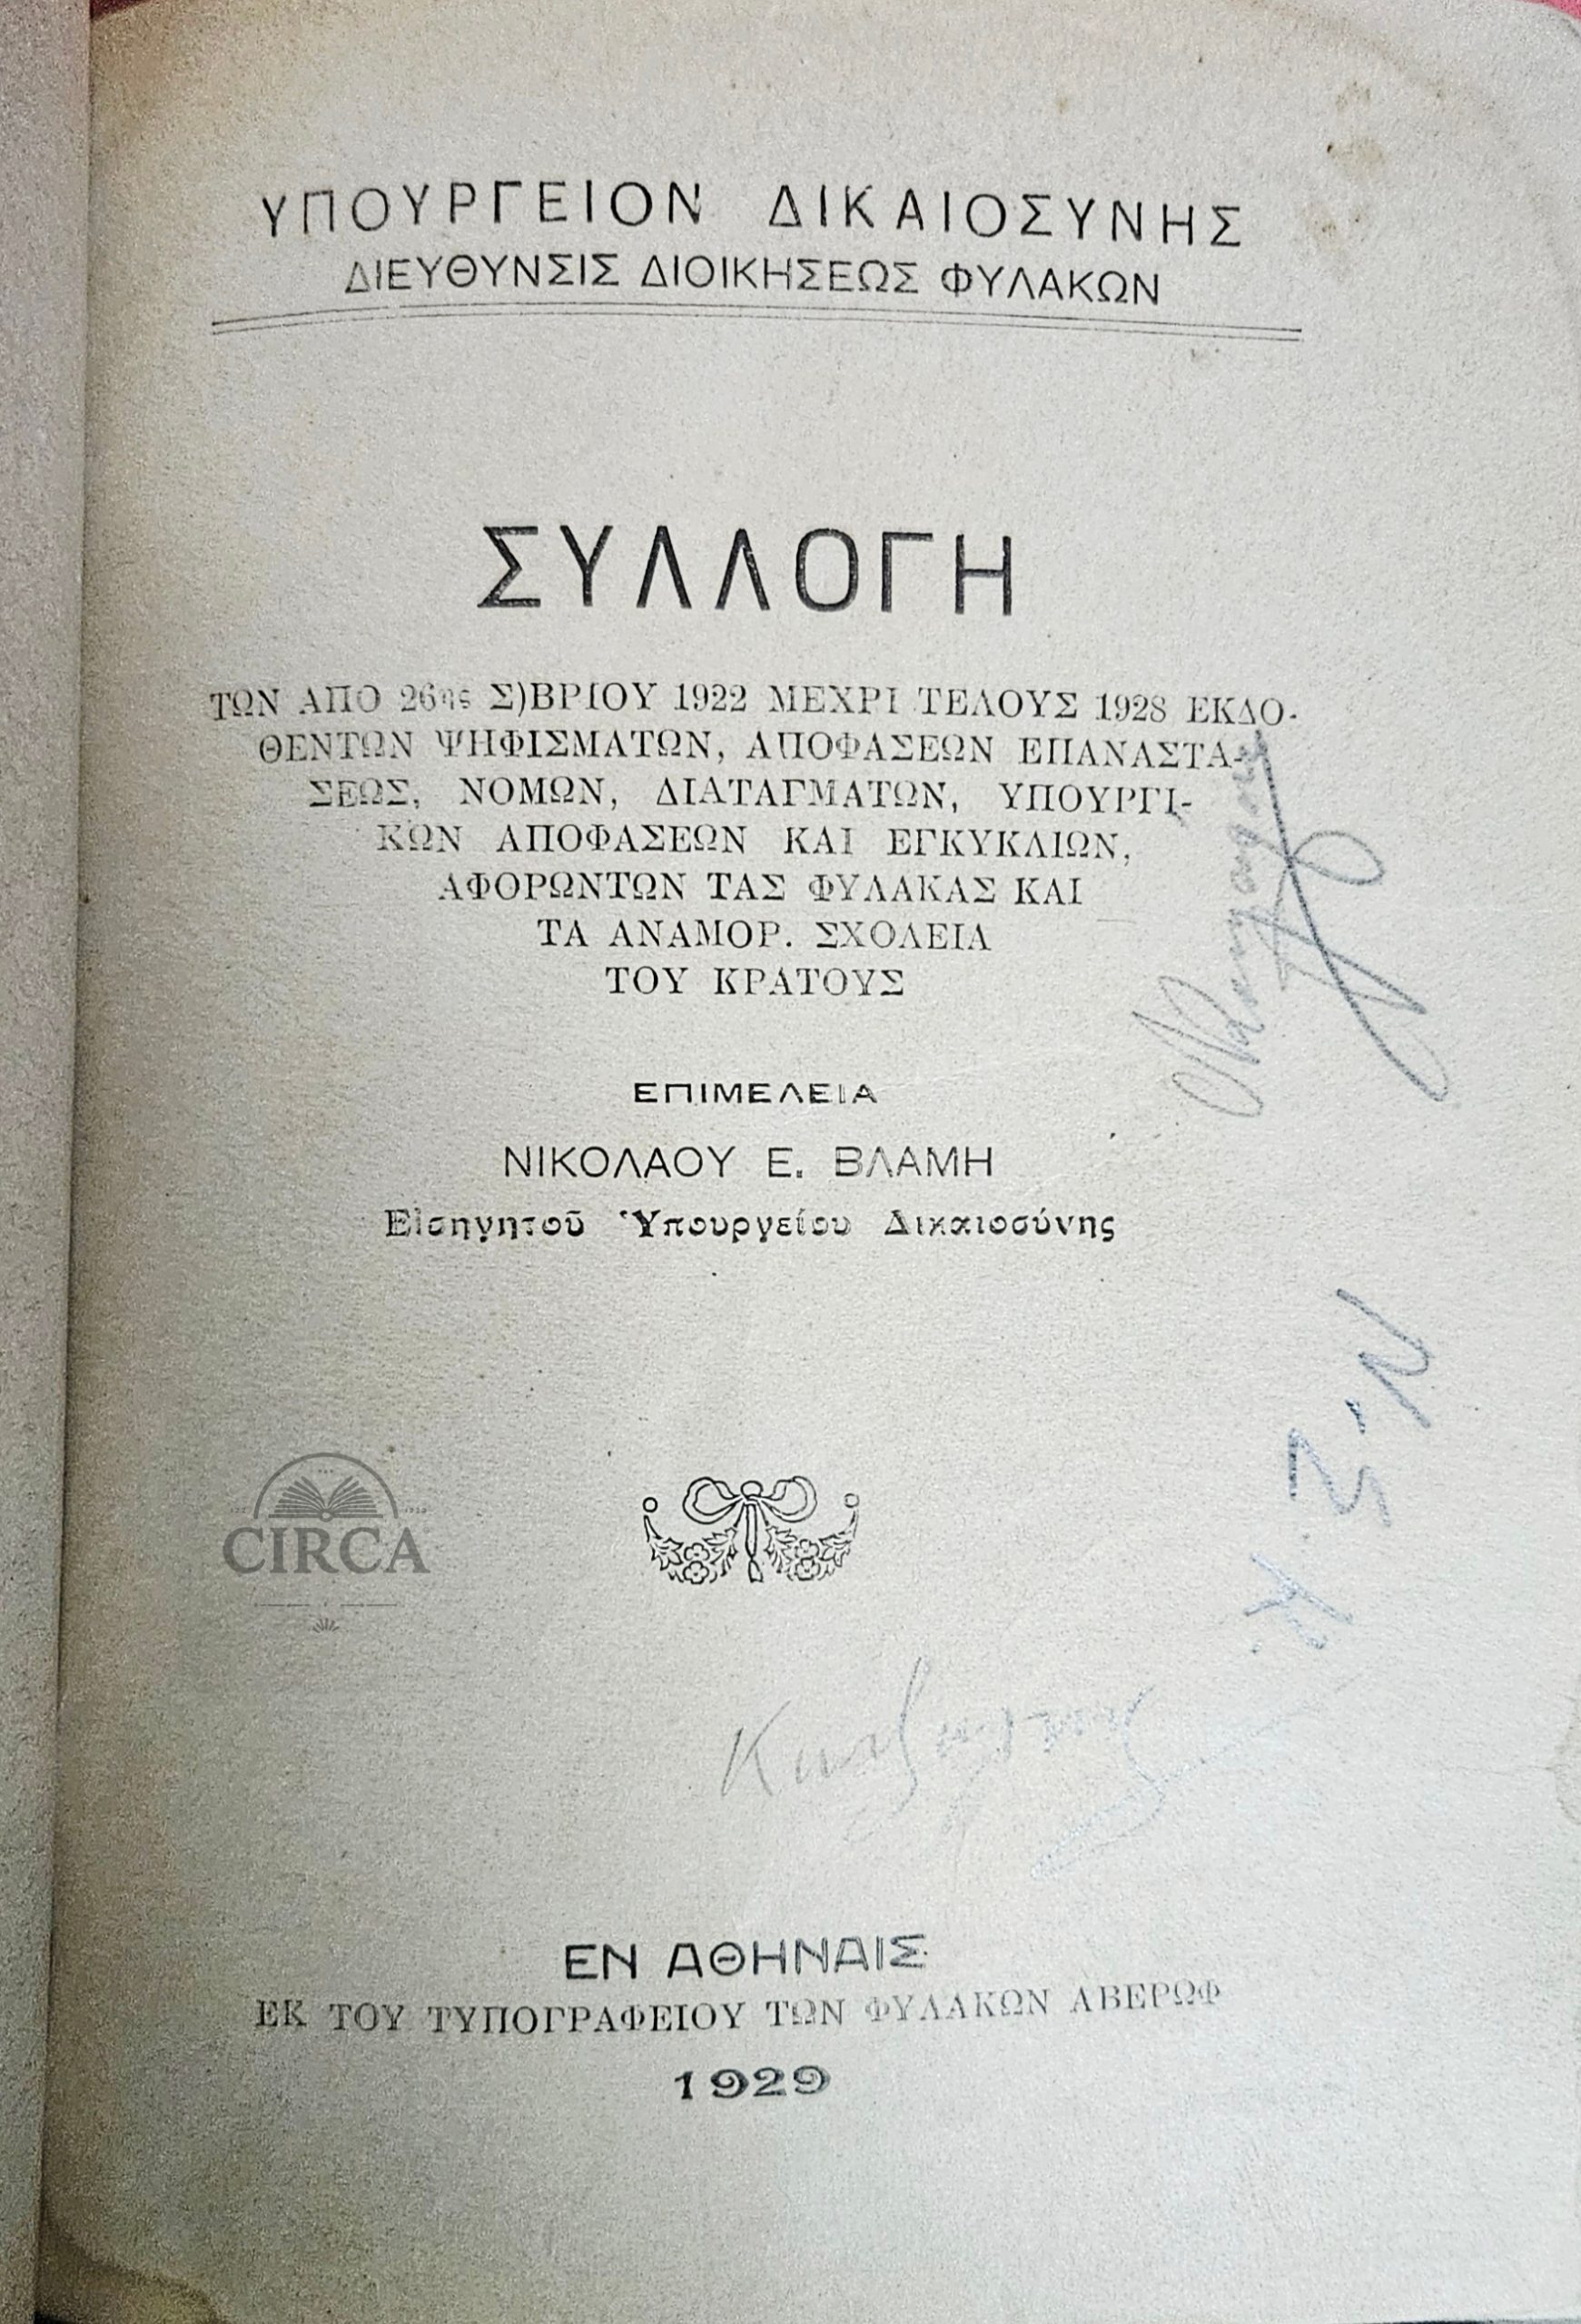 ΥΠΟΥΡΓΕΙΟΝ ΔΙΚΑΙΟΣΥΝΗΣ
ΔΙΕΥΘΥΝΣΙΣ ΔΙΟΙΚΗΣΕΩΣ ΦΥΛΑΚΩΝ
ΣΥΛΛΟΓΗ
ΤΩΝ ΑΠΟ 26ης Σ)ΒΡΙΟΥ 1922 ΜΕΧΡΙ ΤΕΛΟΥΣ 1928 ΕΚΔΟ-
ΘΕΝΤΩΝ ΨΗΦΙΣΜΑΤΩΝ, ΑΠΟΦΑΣΕΩΝ ΕΠΑΝΑΣΤΑ-
ΣΕΩΣ, ΝΟΜΩΝ, ΔΙΑΤΑΓΜΑΤΩΝ, ΥΠΟΥΡΓΙ-
ΚΩΝ ΑΠΟΦΑΣΕΩΝ ΚΑΙ ΕΓΚΥΚΛΙΩΝ,
ΑΦΟΡΩΝΤΩΝ ΤΑΣ ΦΥΛΑΚΑΣ ΚΑΙ
ΤΑ ΑΝΑΜΟΡ. ΣΧΟΛΕΙΑ
ΤΟΥ ΚΡΑΤΟΥΣ
ΕΠΙΜΕΛΕΙΑ
ΝΙΚΟΛΑΟΥ Ε. ΒΛΑΜΗ
Εἰσηγητοῦ Ὑπουργείου Δικαιοσύνης
CIRCA
ΕΝ ΑΘΗΝΑΙΣ
ΕΚ ΤΟΥ ΤΥΠΟΓΡΑΦΕΙΟΥ ΤΩΝ ΦΥΛΑΚΩΝ ΑΒΕΡΩΦ
1929